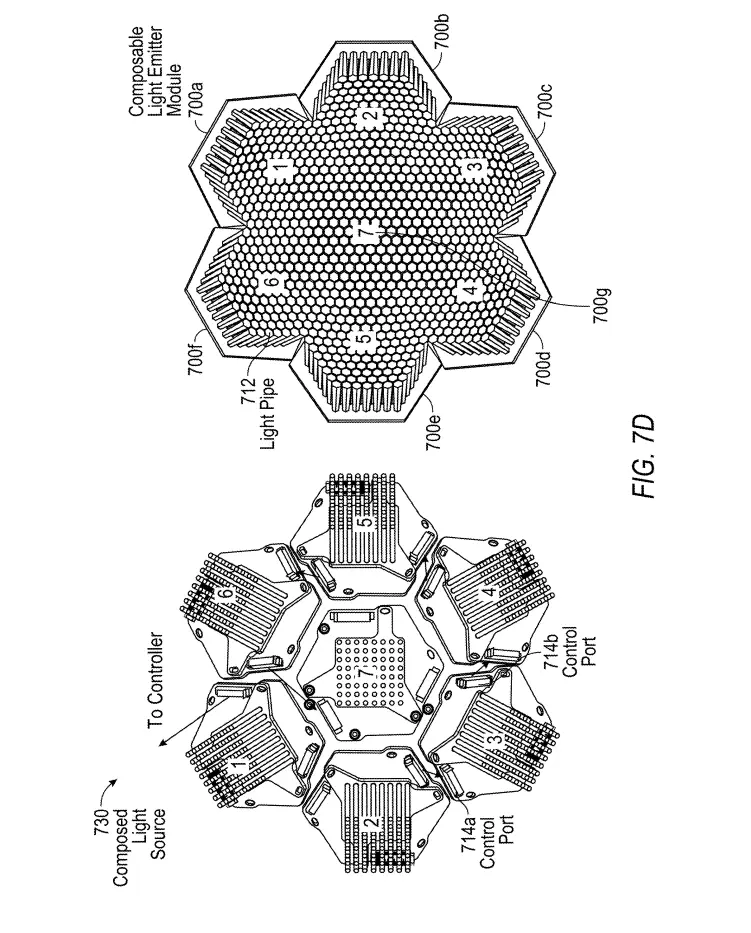 730
Composed
Light
Source
To Controller
1
2
3
4
5
6
7
714a
Control
Port
714b
Control
Port
Composable
Light Emitter
Module
700a
700b
700c
700d
700e
700f
700g
712
Light Pipe
1
2
3
4
5
6
7
FIG. 7D